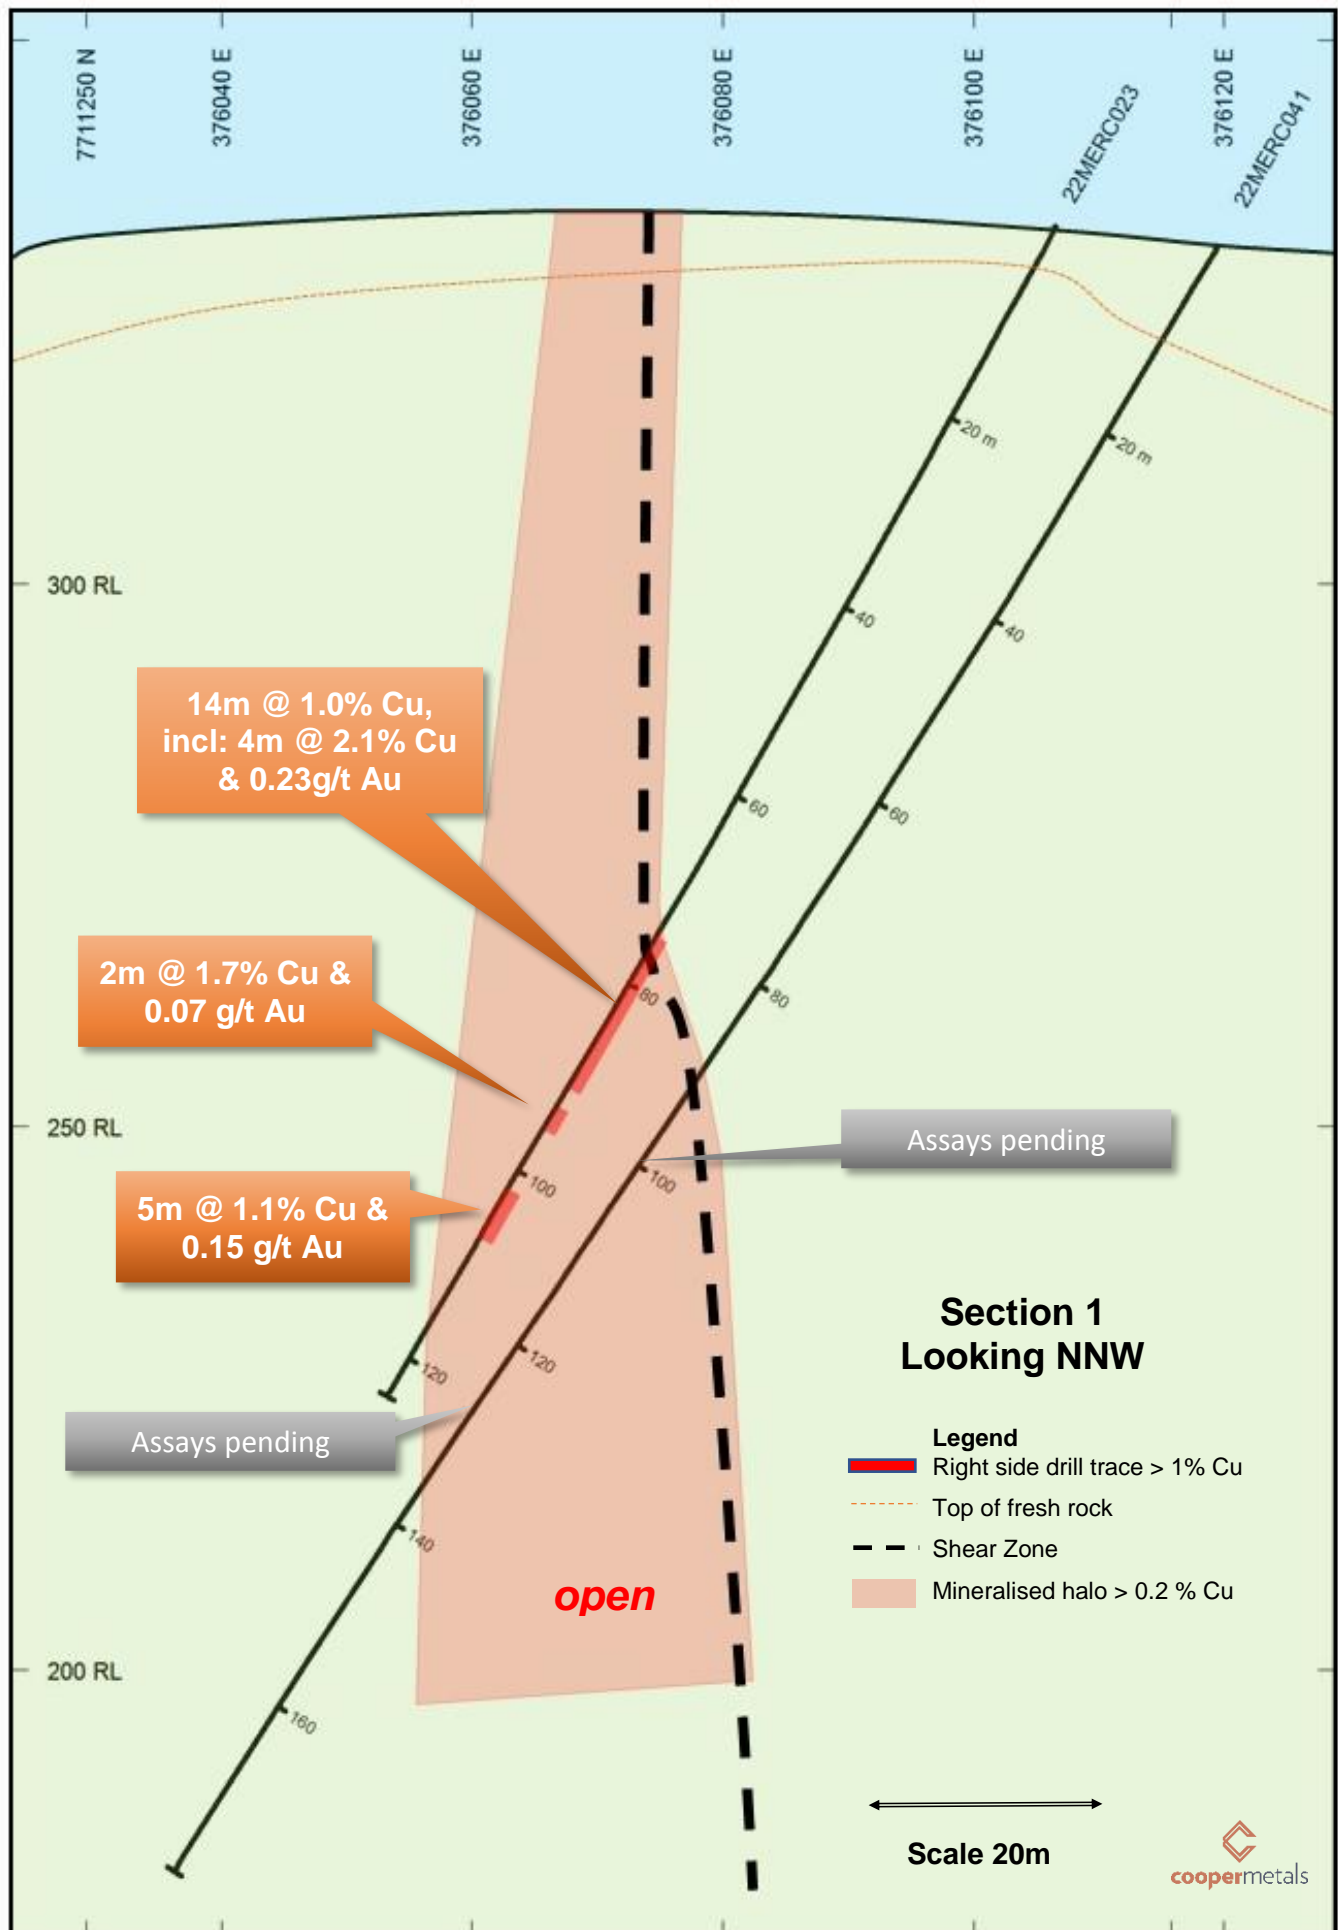 7711250 N
376040 E
376060 E
376080 E
376100 E
376120 E
22MERC023
22MERC041
20 m
20 m
300 RL
40
40
14m @ 1.0% Cu,
incl: 4m @ 2.1% Cu
& 0.23g/t Au
60
60
2m @ 1.7% Cu &
0.07 g/t Au
80
80
250 RL
Assays pending
100
100
5m @ 1.1% Cu &
0.15 g/t Au
Section 1
Looking NNW
120
120
Assays pending
Legend
Right side drill trace > 1% Cu
Top of fresh rock
Shear Zone
Mineralised halo > 0.2 % Cu
140
open
200 RL
160
Scale 20m
coopermetals